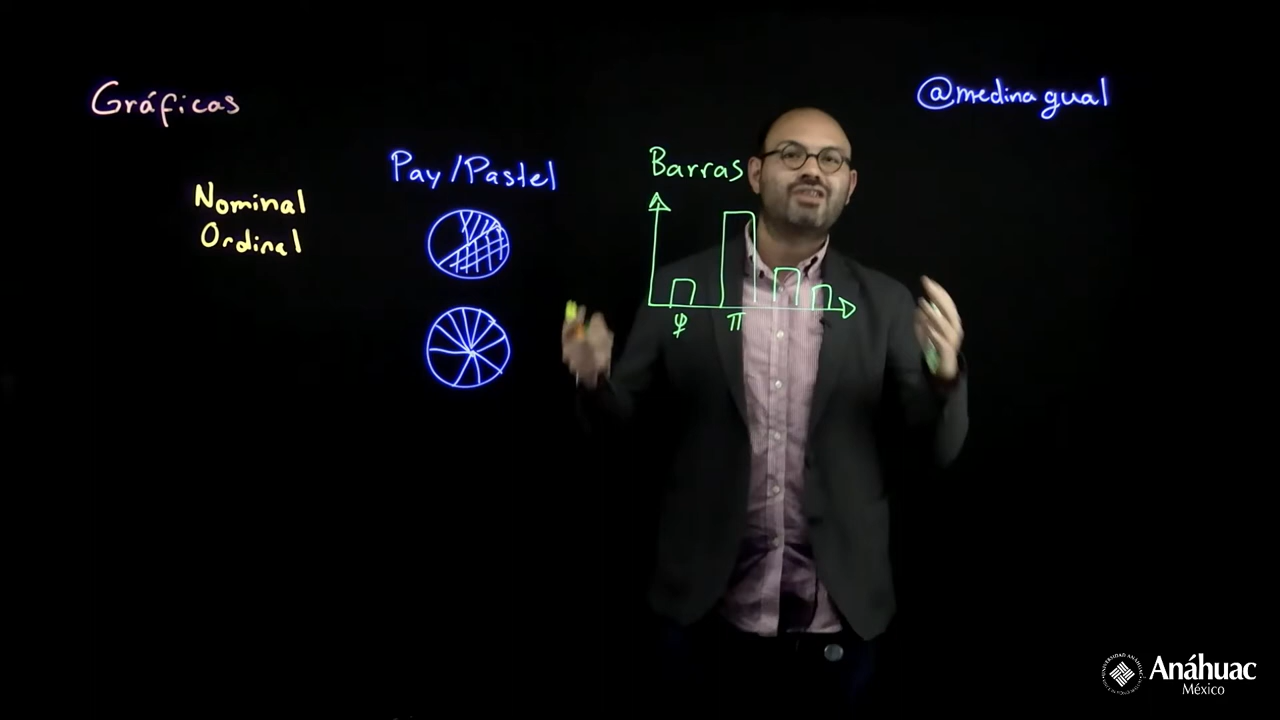 Gráficas
@medinagual
Nominal
Ordinal
Pay/Pastel
Barras
φ
π
Anáhuac
México